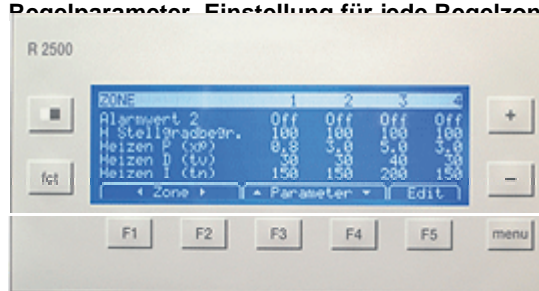 Regelparameter, Einstellung für jede Regelzon
R 2500
ZONE 1 2 3 4
Alarmwert 2 Off Off Off Off
H Stellgradbegr. 100 100 100 100
Heizen P (xp) 0.8 3.0 5.0 3.0
Heizen D (tv) 30 30 40 30
Heizen I (tn) 150 150 200 150
◂ Zone ▸ ▴ Parameter ▾ Edit
fct
+
−
F1 F2 F3 F4 F5 menu